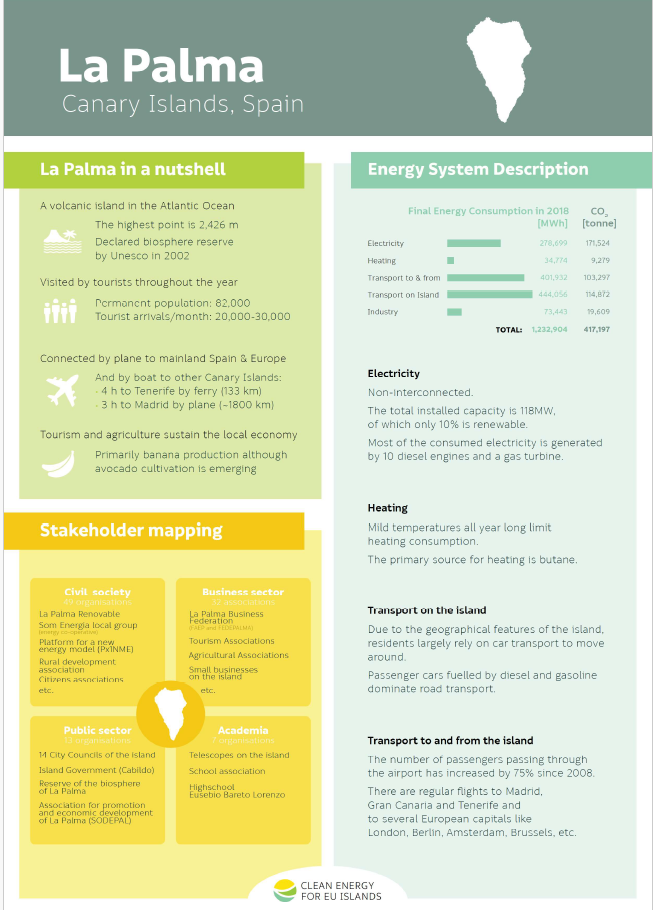 La Palma
Canary Islands, Spain
La Palma in a nutshell
A volcanic island in the Atlantic Ocean
The highest point is 2,426 m
Declared biosphere reserve
by Unesco in 2002
Visited by tourists throughout the year
Permanent population: 82,000
Tourist arrivals/month: 20,000-30,000
Connected by plane to mainland Spain & Europe
And by boat to other Canary Islands:
- 4 h to Tenerife by ferry (133 km)
- 3 h to Madrid by plane (~1800 km)
Tourism and agriculture sustain the local economy
Primarily banana production although
avocado cultivation is emerging
Stakeholder mapping
Civil society
organisations
La Palma Renovable
Som Energia local group
(energy co-operative)
Platform for a new
energy model (Px1NME)
Rural development
association
Citizens associations
etc.
Business sector
associations
La Palma Business
Federation
Tourism Associations
Agricultural Associations
Small businesses
on the island
etc.
Public sector
organisations
14 City Councils of the island
Island Government (Cabildo)
Reserve of the biosphere
of La Palma
Association for promotion
and economic development
of La Palma (SODEPAL)
Academia
organisations
Telescopes on the island
School association
Highschool
Eusebio Bareto Lorenzo
Energy System Description
Final Energy Consumption in 2018 [MWh]
CO2 [tonne]
Electricity 278,699 171,524
Heating 34,774 9,279
Transport to & from 401,932 103,297
Transport on Island 444,056 114,872
Industry 73,443 19,609
TOTAL: 1,232,904 417,197
Electricity
Non-interconnected.
The total installed capacity is 118MW,
of which only 10% is renewable.
Most of the consumed electricity is generated
by 10 diesel engines and a gas turbine.
Heating
Mild temperatures all year long limit
heating consumption.
The primary source for heating is butane.
Transport on the island
Due to the geographical features of the island,
residents largely rely on car transport to move
around.
Passenger cars fuelled by diesel and gasoline
dominate road transport.
Transport to and from the island
The number of passengers passing through
the airport has increased by 75% since 2008.
There are regular flights to Madrid,
Gran Canaria and Tenerife and
to several European capitals like
London, Berlin, Amsterdam, Brussels, etc.
CLEAN ENERGY
FOR EU ISLANDS